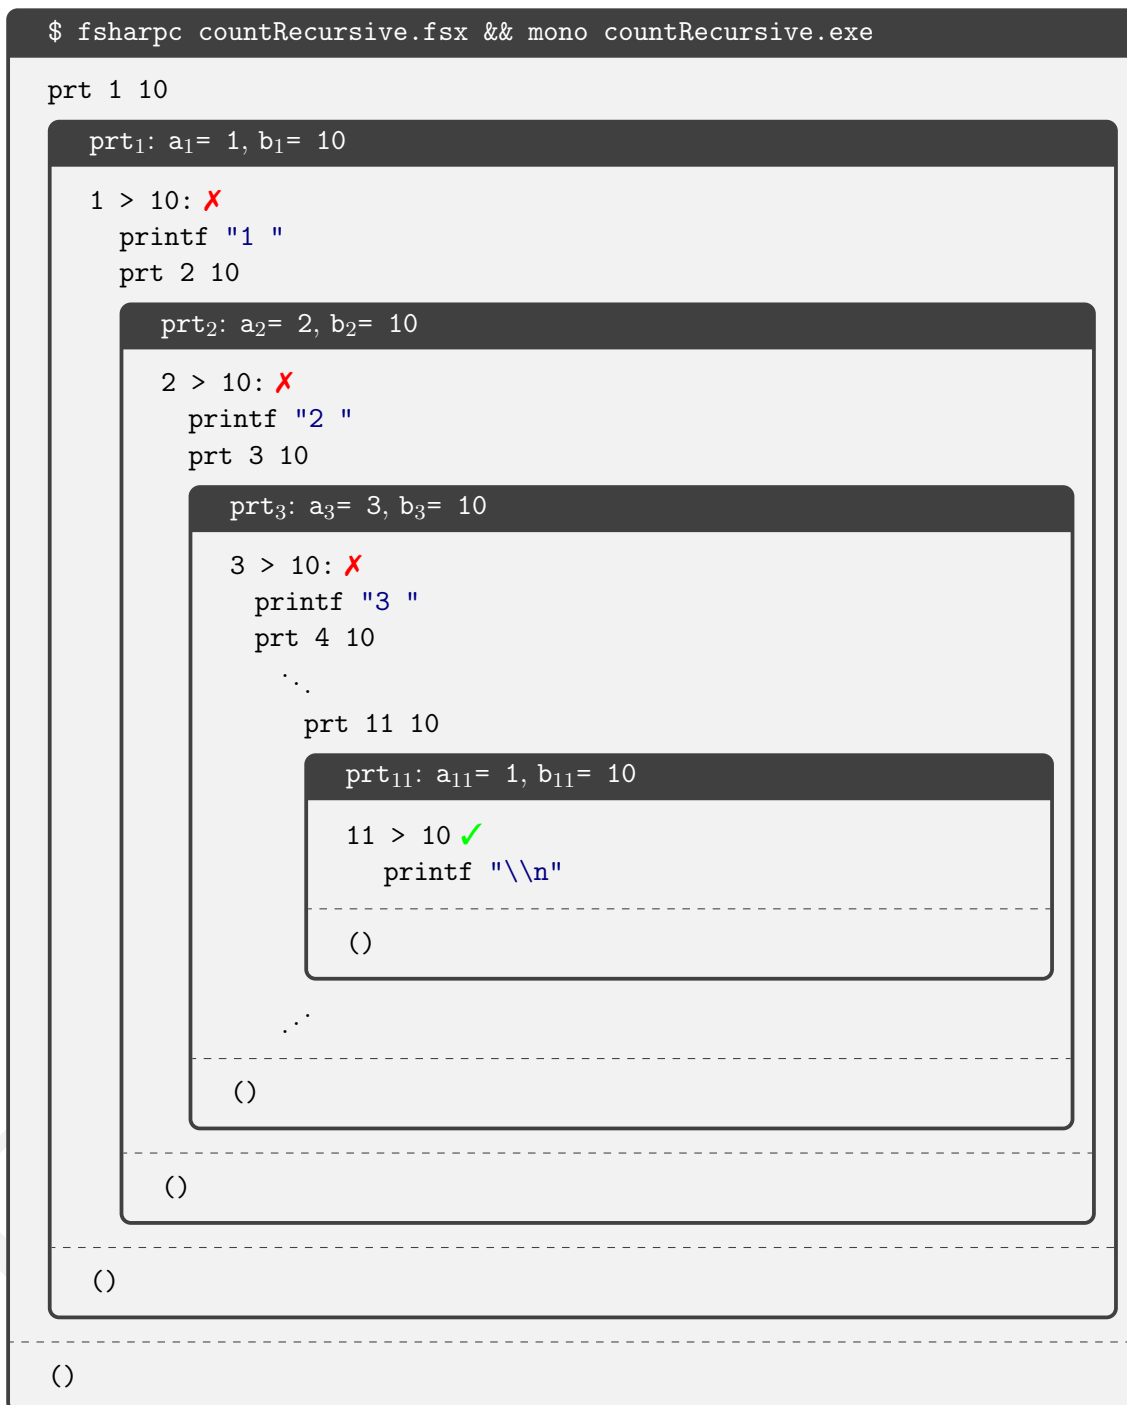 $ fsharpc countRecursive.fsx && mono countRecursive.exe
prt 1 10
prt₁: a₁= 1, b₁= 10
1 > 10: ✗
printf "1 "
prt 2 10
prt₂: a₂= 2, b₂= 10
2 > 10: ✗
printf "2 "
prt 3 10
prt₃: a₃= 3, b₃= 10
3 > 10: ✗
printf "3 "
prt 4 10
⋱
prt 11 10
prt₁₁: a₁₁= 1, b₁₁= 10
11 > 10 ✓
printf "\\n"
()
⋰
()
()
()
()